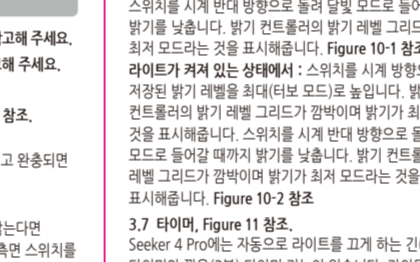 고해 주세요.
해 주세요.
참조.
고 완충되면
는다면
측면 스위치를
스위치를 시계 반대 방향으로 돌려 달빛 모드로 들어
밝기를 낮춥니다. 밝기 컨트롤러의 밝기 레벨 그리드
최저 모드라는 것을 표시해줍니다. Figure 10-1 참조
라이트가 켜져 있는 상태에서 : 스위치를 시계 방향으
저장된 밝기 레벨을 최대(터보 모드)로 높입니다. 밝
컨트롤러의 밝기 레벨 그리드가 깜박이며 밝기가 최
것을 표시해줍니다. 스위치를 시계 반대 방향으로 돌
모드로 들어갈 때까지 밝기를 낮춥니다. 밝기 컨트롤
레벨 그리드가 깜박이며 밝기가 최저 모드라는 것을
표시해줍니다. Figure 10-2 참조
3.7 타이머, Figure 11 참조.
Seeker 4 Pro에는 자동으로 라이트를 끄게 하는 긴